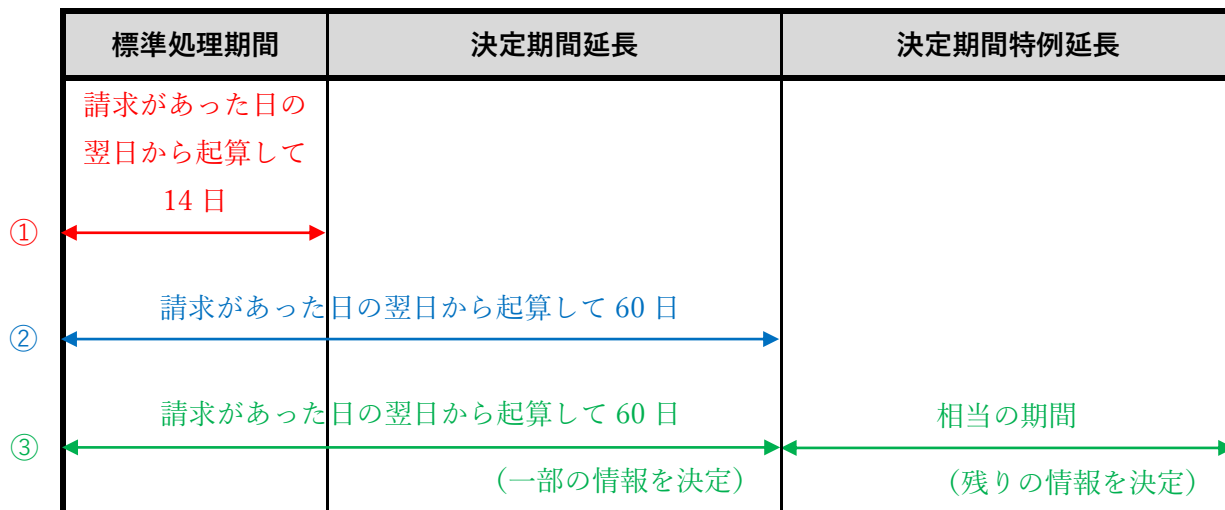 標準処理期間 決定期間延長 決定期間特例延長
請求があった日の
翌日から起算して
14 日
①
請求があった日の翌日から起算して 60 日
②
請求があった日の翌日から起算して 60 日 相当の期間
③
（一部の情報を決定） （残りの情報を決定）